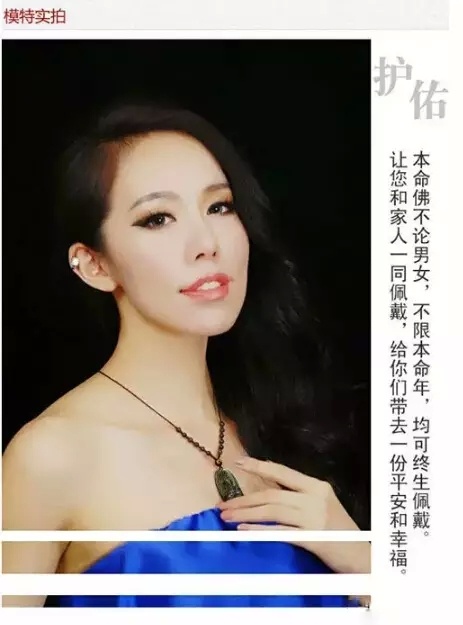 模特实拍
护佑
本命佛不论男女，不限本命年，均可终生佩戴。
让您和家人一同佩戴，给你们带去一份平安和幸福。